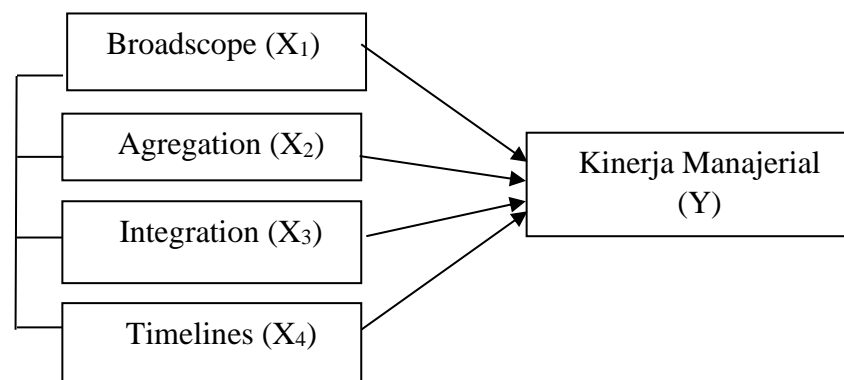 Broadscope (X₁)
Agregation (X₂)
Integration (X₃)
Timelines (X₄)
Kinerja Manajerial
(Y)